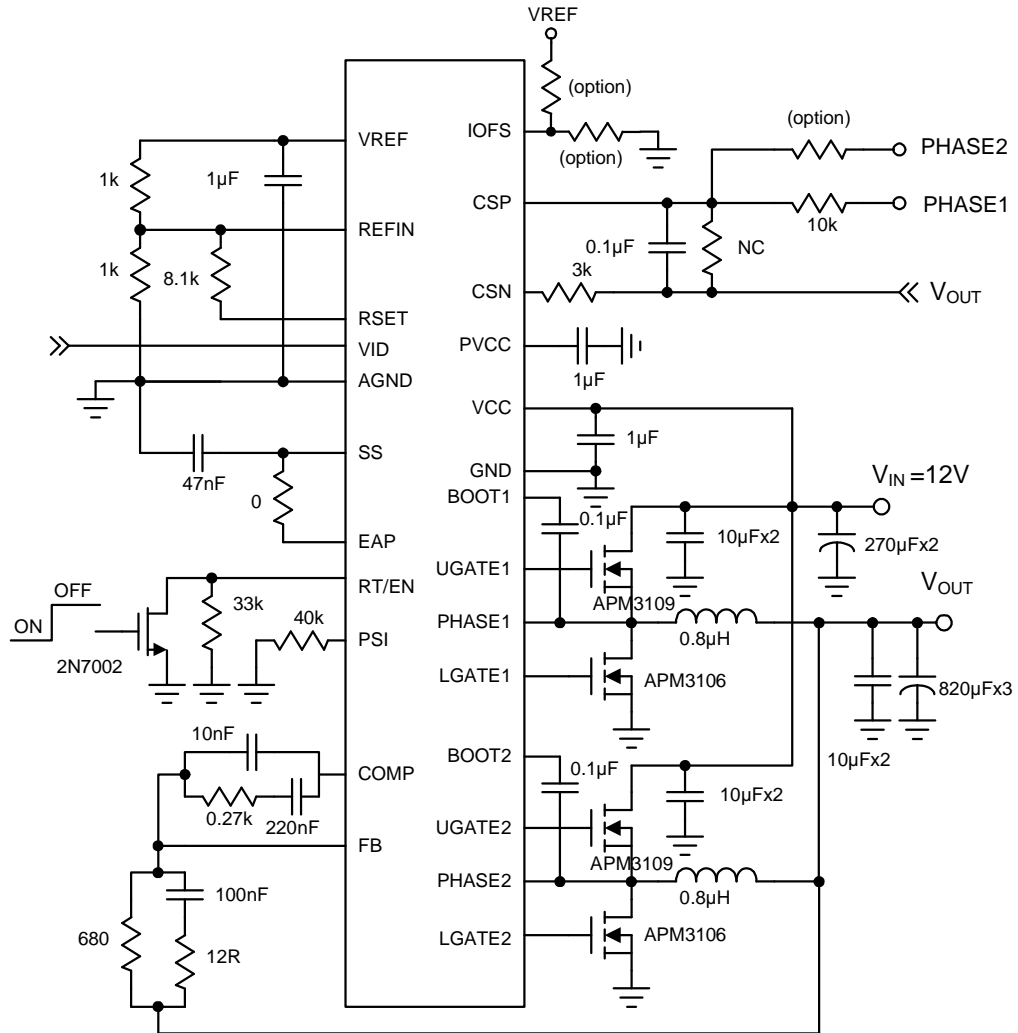 VREF
(option)
IOFS
(option)
VREF
1k
1µF
REFIN
1k
8.1k
RSET
VID
AGND
SS
47nF
0
EAP
RT/EN
OFF
ON
2N7002
33k
40k
PSI
10nF
COMP
0.27k
220nF
FB
680
100nF
12R
(option)
PHASE2
CSP
PHASE1
10k
0.1µF
NC
3k
CSN
VOUT
PVCC
1µF
VCC
1µF
GND
VIN =12V
BOOT1
0.1µF
10µFx2
270µFx2
UGATE1
APM3109
VOUT
PHASE1
0.8µH
LGATE1
APM3106
820µFx3
10µFx2
BOOT2
0.1µF
10µFx2
UGATE2
APM3109
PHASE2
0.8µH
LGATE2
APM3106